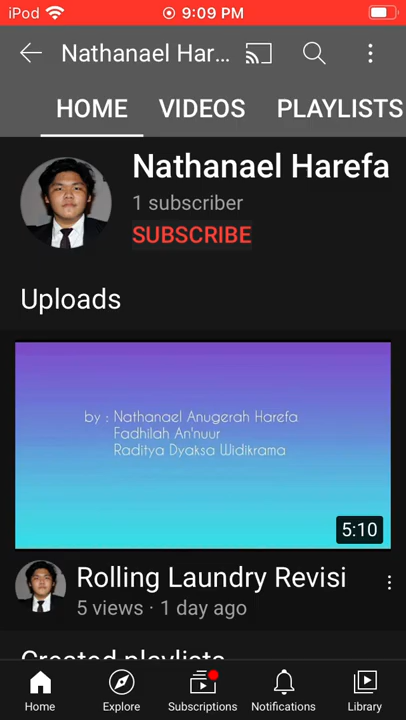 iPod 9:09 PM
Nathanael Har...
HOME VIDEOS PLAYLISTS
Nathanael Harefa
1 subscriber
SUBSCRIBE
Uploads
by : Nathanael Anugerah Harefa
Fadhilah An'nuur
Raditya Dyaksa Widikrama
5:10
Rolling Laundry Revisi
5 views · 1 day ago
Created playlists
Home Explore Subscriptions Notifications Library